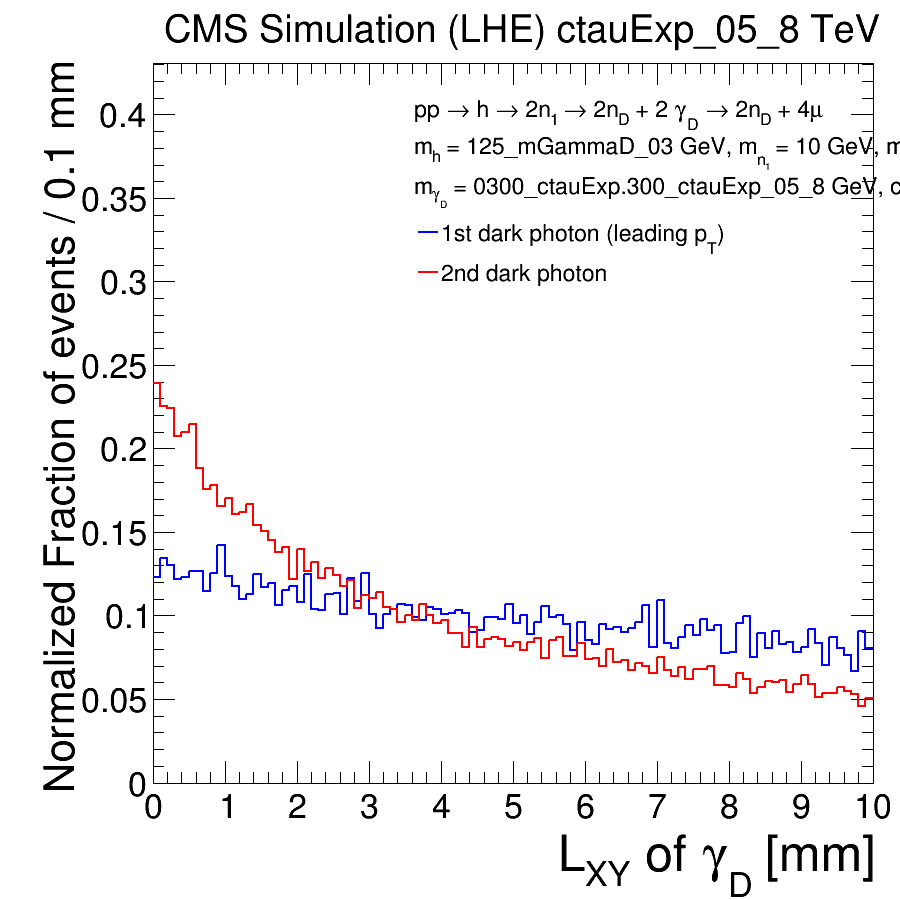 CMS Simulation (LHE) ctauExp_05_8 TeV
pp → h → 2n1 → 2nD + 2 γD → 2nD + 4μ
mh = 125_mGammaD_03 GeV, mn1 = 10 GeV, m
mγD = 0300_ctauExp.300_ctauExp_05_8 GeV, c
1st dark photon (leading pT)
2nd dark photon
Normalized Fraction of events / 0.1 mm
0.4
0.35
0.3
0.25
0.2
0.15
0.1
0.05
0
0 1 2 3 4 5 6 7 8 9 10
LXY of γD [mm]